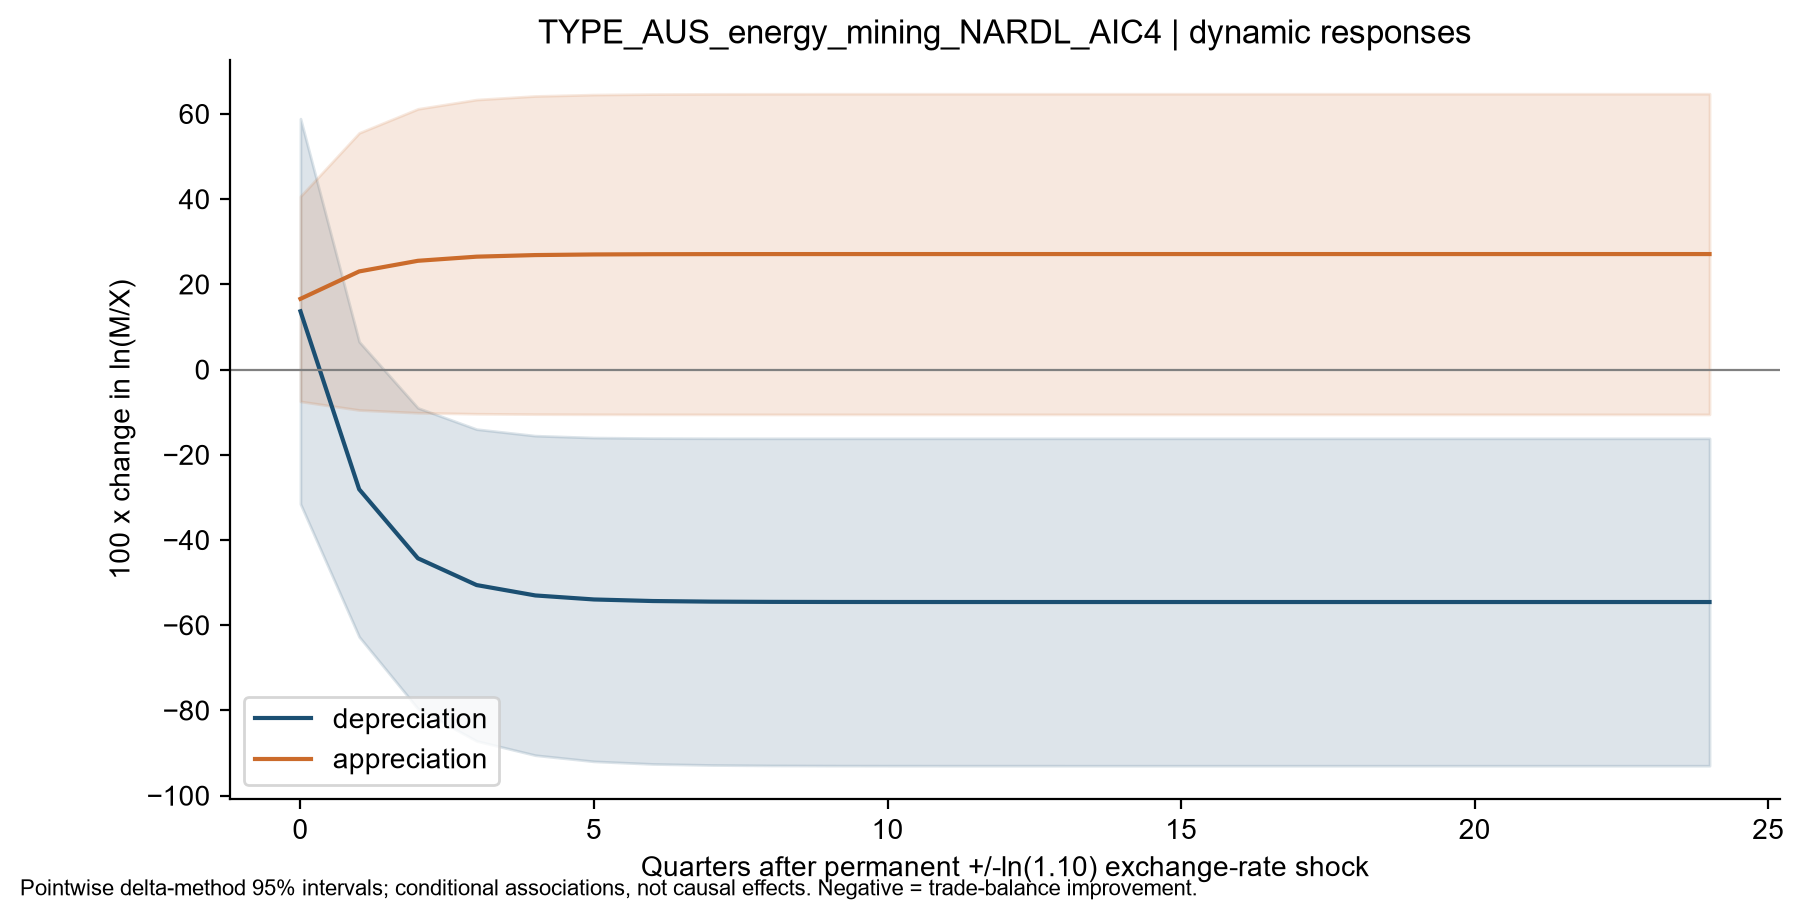 TYPE_AUS_energy_mining_NARDL_AIC4 | dynamic responses
100 x change in ln(M/X)
60
40
20
0
−20
−40
−60
−80
−100
depreciation
appreciation
0 5 10 15 20 25
Quarters after permanent +/-ln(1.10) exchange-rate shock
Pointwise delta-method 95% intervals; conditional associations, not causal effects. Negative = trade-balance improvement.